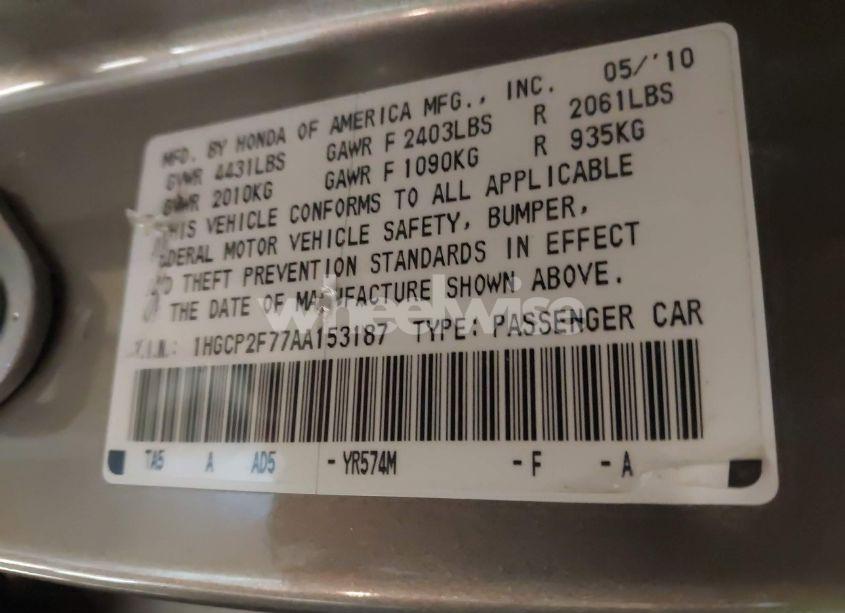 MFD. BY HONDA OF AMERICA MFG., INC. 05/'10
GVWR 4431LBS GAWR F 2403LBS R 2061LBS
GVWR 2010KG GAWR F 1090KG R 935KG
THIS VEHICLE CONFORMS TO ALL APPLICABLE
FEDERAL MOTOR VEHICLE SAFETY, BUMPER,
AND THEFT PREVENTION STANDARDS IN EFFECT
ON THE DATE OF MANUFACTURE SHOWN ABOVE.
V.I.N.: 1HGCP2F77AA153187 TYPE: PASSENGER CAR
TA5 A AD5 - YR574M - F - A
wheelwise